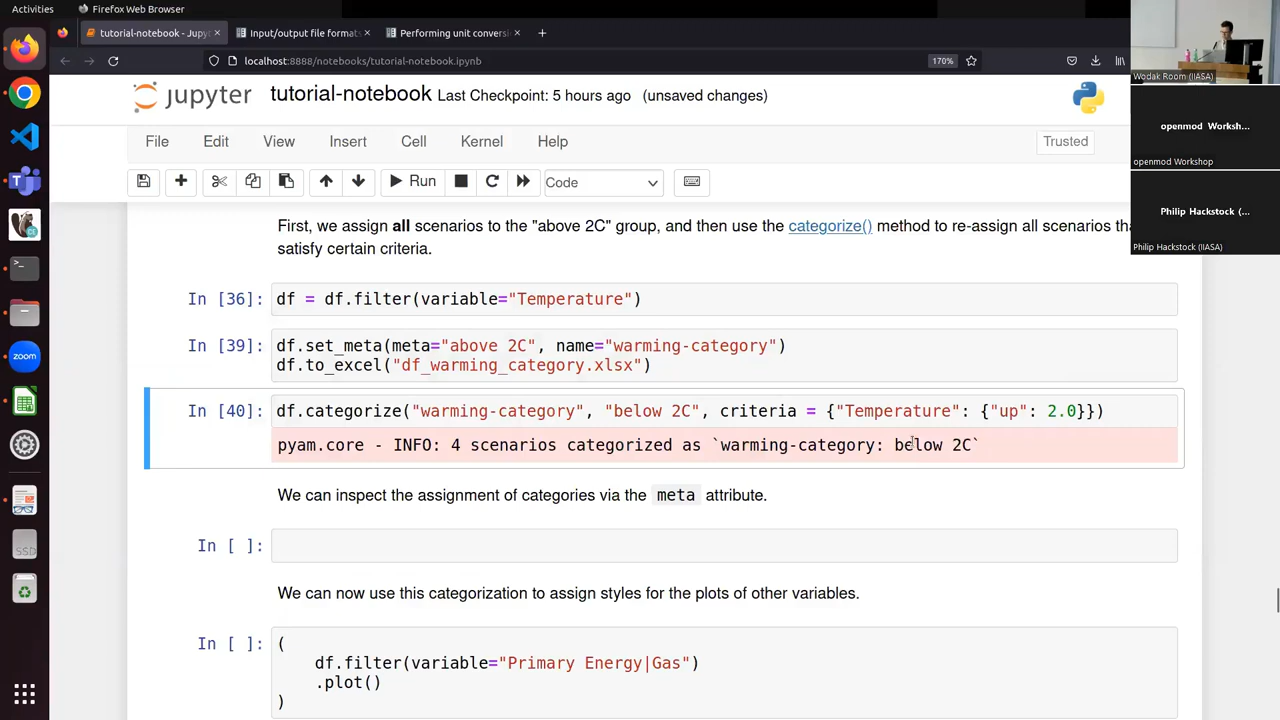 Activities
Firefox Web Browser
tutorial-notebook - Jupyt
Input/output file formats
Performing unit conversi
localhost:8888/notebooks/tutorial-notebook.ipynb
170%
jupyter tutorial-notebook Last Checkpoint: 5 hours ago (unsaved changes)
File Edit View Insert Cell Kernel Help
Trusted
Run
Code
First, we assign all scenarios to the "above 2C" group, and then use the categorize() method to re-assign all scenarios tha
satisfy certain criteria.
In [36]: df = df.filter(variable="Temperature")
In [39]: df.set_meta(meta="above 2C", name="warming-category")
df.to_excel("df_warming_category.xlsx")
In [40]: df.categorize("warming-category", "below 2C", criteria = {"Temperature": {"up": 2.0}})
pyam.core - INFO: 4 scenarios categorized as `warming-category: below 2C`
We can inspect the assignment of categories via the meta attribute.
In [ ]:
We can now use this categorization to assign styles for the plots of other variables.
In [ ]: (
df.filter(variable="Primary Energy|Gas")
.plot()
)
zoom
SSD
Wodak Room (IIASA)
openmod Worksh...
openmod Workshop
Philip Hackstock (...
Philip Hackstock (IIASA)